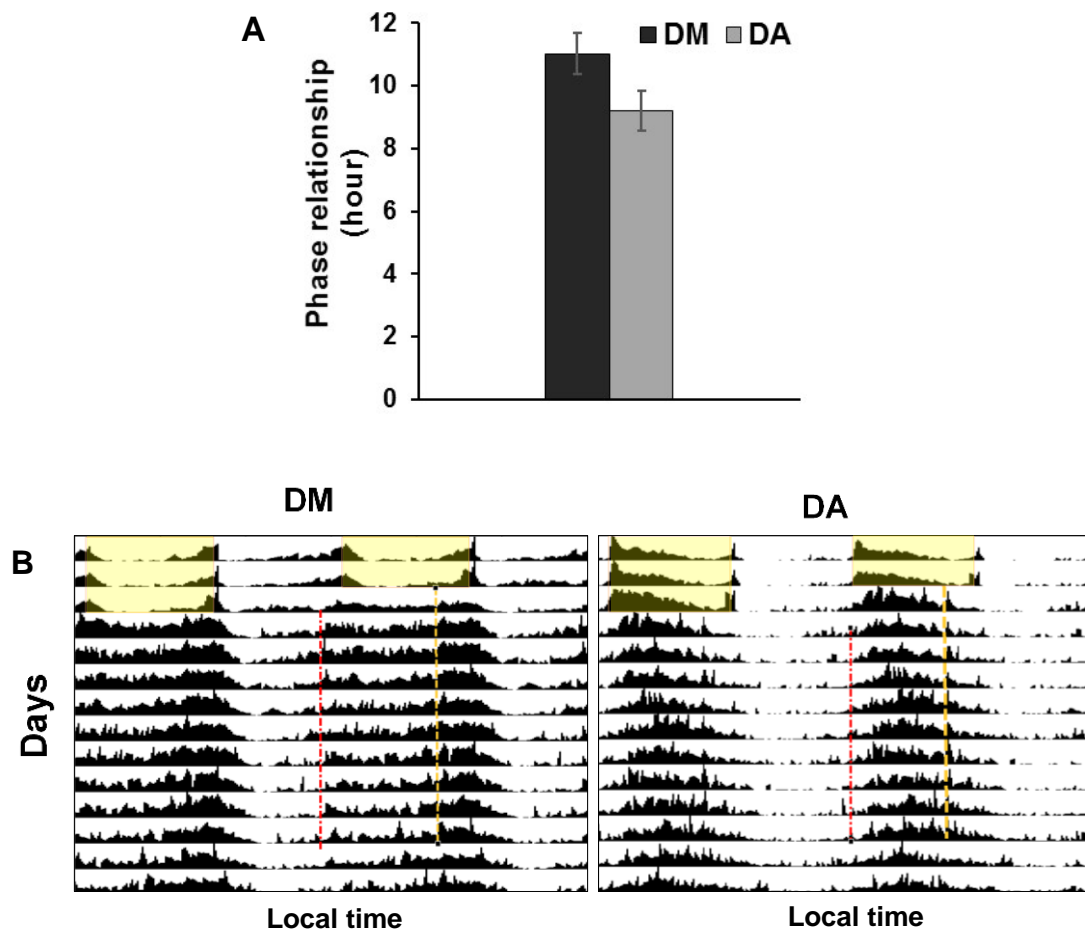 A
Phase relationship
(hour)
12
10
8
6
4
2
0
DM DA
B
DM
DA
Days
Local time
Local time